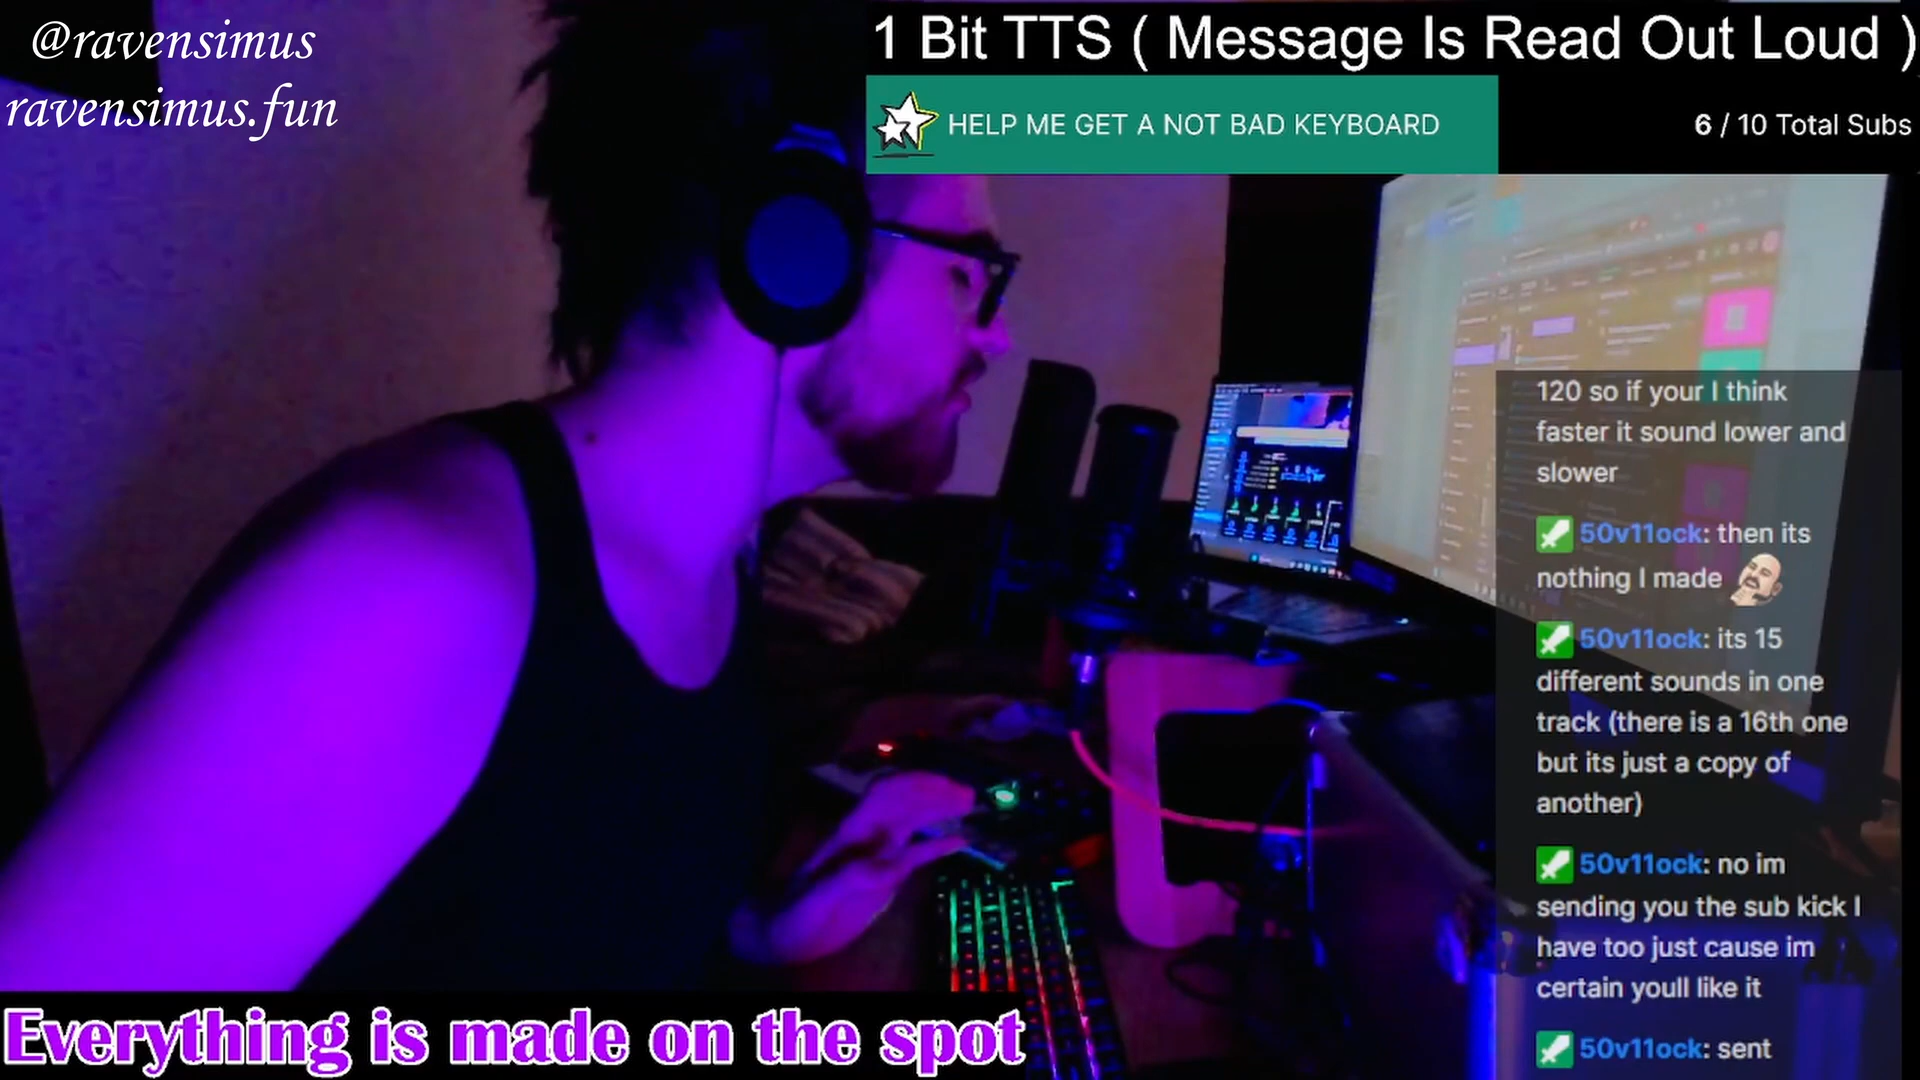 @ravensimus
ravensimus.fun
1 Bit TTS ( Message Is Read Out Loud )
HELP ME GET A NOT BAD KEYBOARD
6 / 10 Total Subs
120 so if your I think
faster it sound lower and
slower
50v11ock: then its
nothing I made
50v11ock: its 15
different sounds in one
track (there is a 16th one
but its just a copy of
another)
50v11ock: no im
sending you the sub kick I
have too just cause im
certain youll like it
50v11ock: sent
Everything is made on the spot